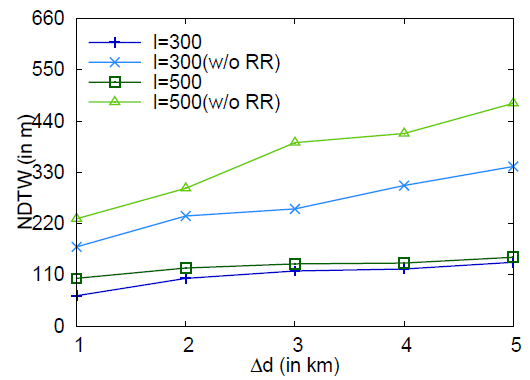 660
550
440
330
220
110
0
NDTW (in m)
l=300
l=300(w/o RR)
l=500
l=500(w/o RR)
1 2 3 4 5
Δd (in km)